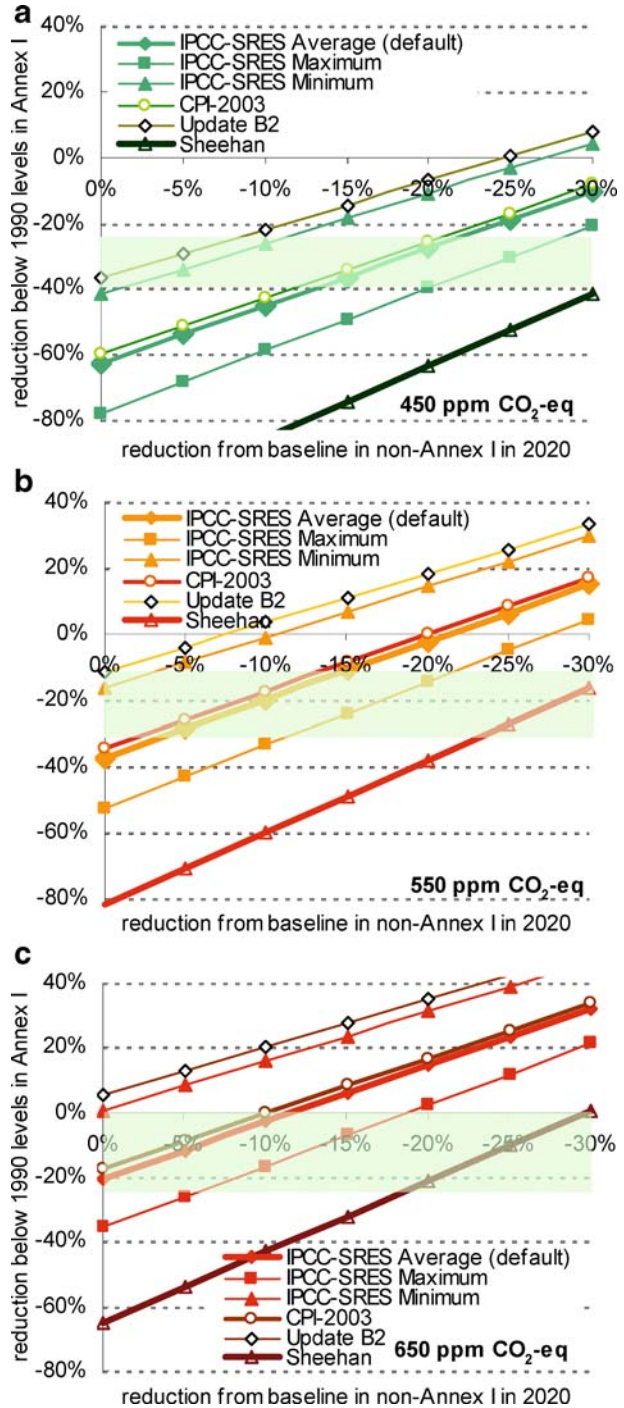 a
reduction below 1990 levels in Annex I
40%
20%
0%
-20%
-40%
-60%
-80%
IPCC-SRES Average (default)
IPCC-SRES Maximum
IPCC-SRES Minimum
CPI-2003
Update B2
Sheehan
0% -5% -10% -15% -20% -25% -30%
450 ppm CO2-eq
reduction from baseline in non-Annex I in 2020
b
reduction below 1990 levels in Annex I
40%
20%
0%
-20%
-40%
-60%
-80%
IPCC-SRES Average (default)
IPCC-SRES Maximum
IPCC-SRES Minimum
CPI-2003
Update B2
Sheehan
0% -5% -10% -15% -20% -25% -30%
550 ppm CO2-eq
reduction from baseline in non-Annex I in 2020
c
reduction below 1990 levels in Annex I
40%
20%
0%
-20%
-40%
-60%
-80%
0% -5% -10% -15% -20% -25% -30%
IPCC-SRES Average (default)
IPCC-SRES Maximum
IPCC-SRES Minimum
CPI-2003
Update B2
Sheehan
650 ppm CO2-eq
reduction from baseline in non-Annex I in 2020